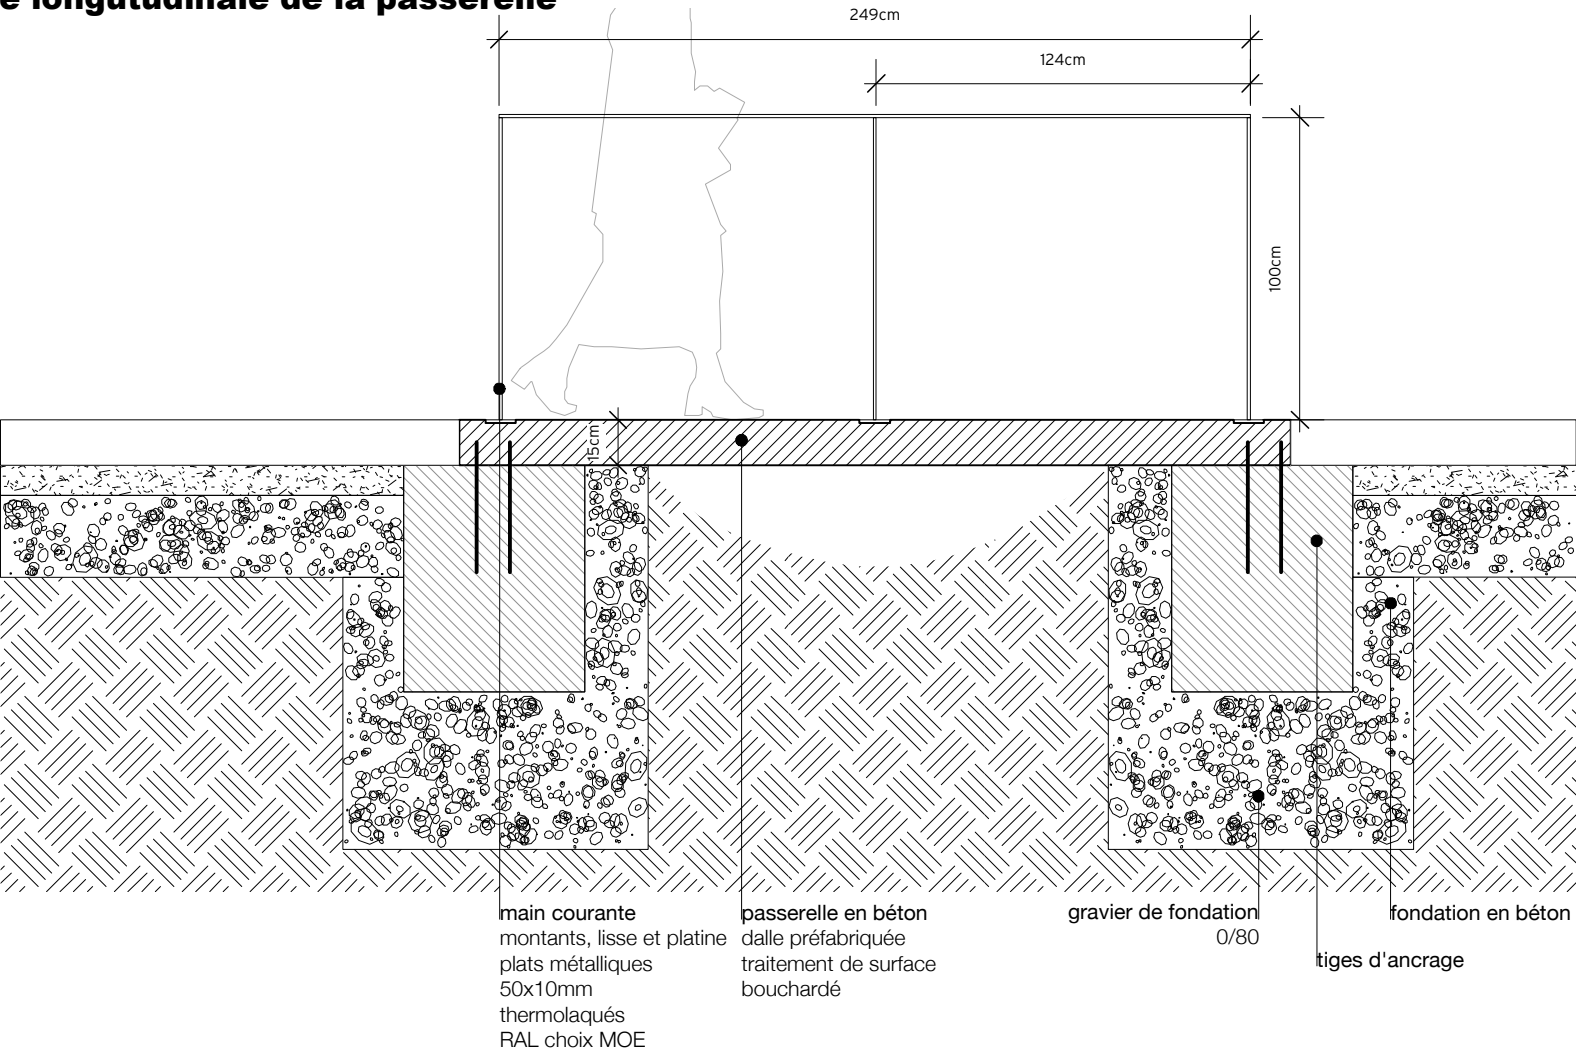 e longutudinale de la passerelle
249cm
124cm
100cm
15cm
main courante
montants, lisse et platine
plats métalliques
50x10mm
thermolaqués
RAL choix MOE
passerelle en béton
dalle préfabriquée
traitement de surface
bouchardé
gravier de fondation
0/80
tiges d'ancrage
fondation en béton